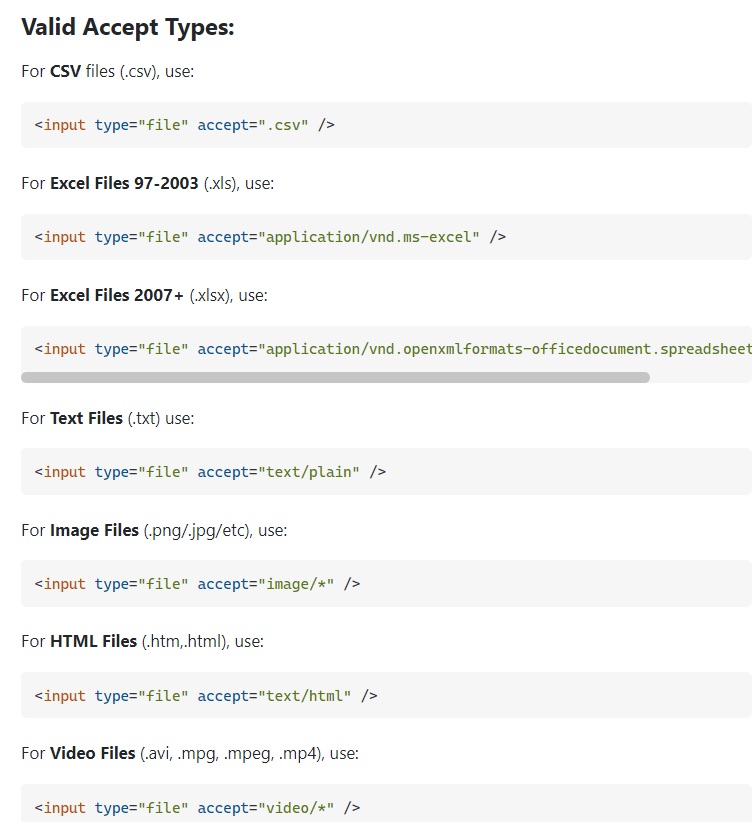 Valid Accept Types:
For CSV files (.csv), use:
<input type="file" accept=".csv" />
For Excel Files 97-2003 (.xls), use:
<input type="file" accept="application/vnd.ms-excel" />
For Excel Files 2007+ (.xlsx), use:
<input type="file" accept="application/vnd.openxmlformats-officedocument.spreadsheet
For Text Files (.txt) use:
<input type="file" accept="text/plain" />
For Image Files (.png/.jpg/etc), use:
<input type="file" accept="image/*" />
For HTML Files (.htm,.html), use:
<input type="file" accept="text/html" />
For Video Files (.avi, .mpg, .mpeg, .mp4), use:
<input type="file" accept="video/*" />